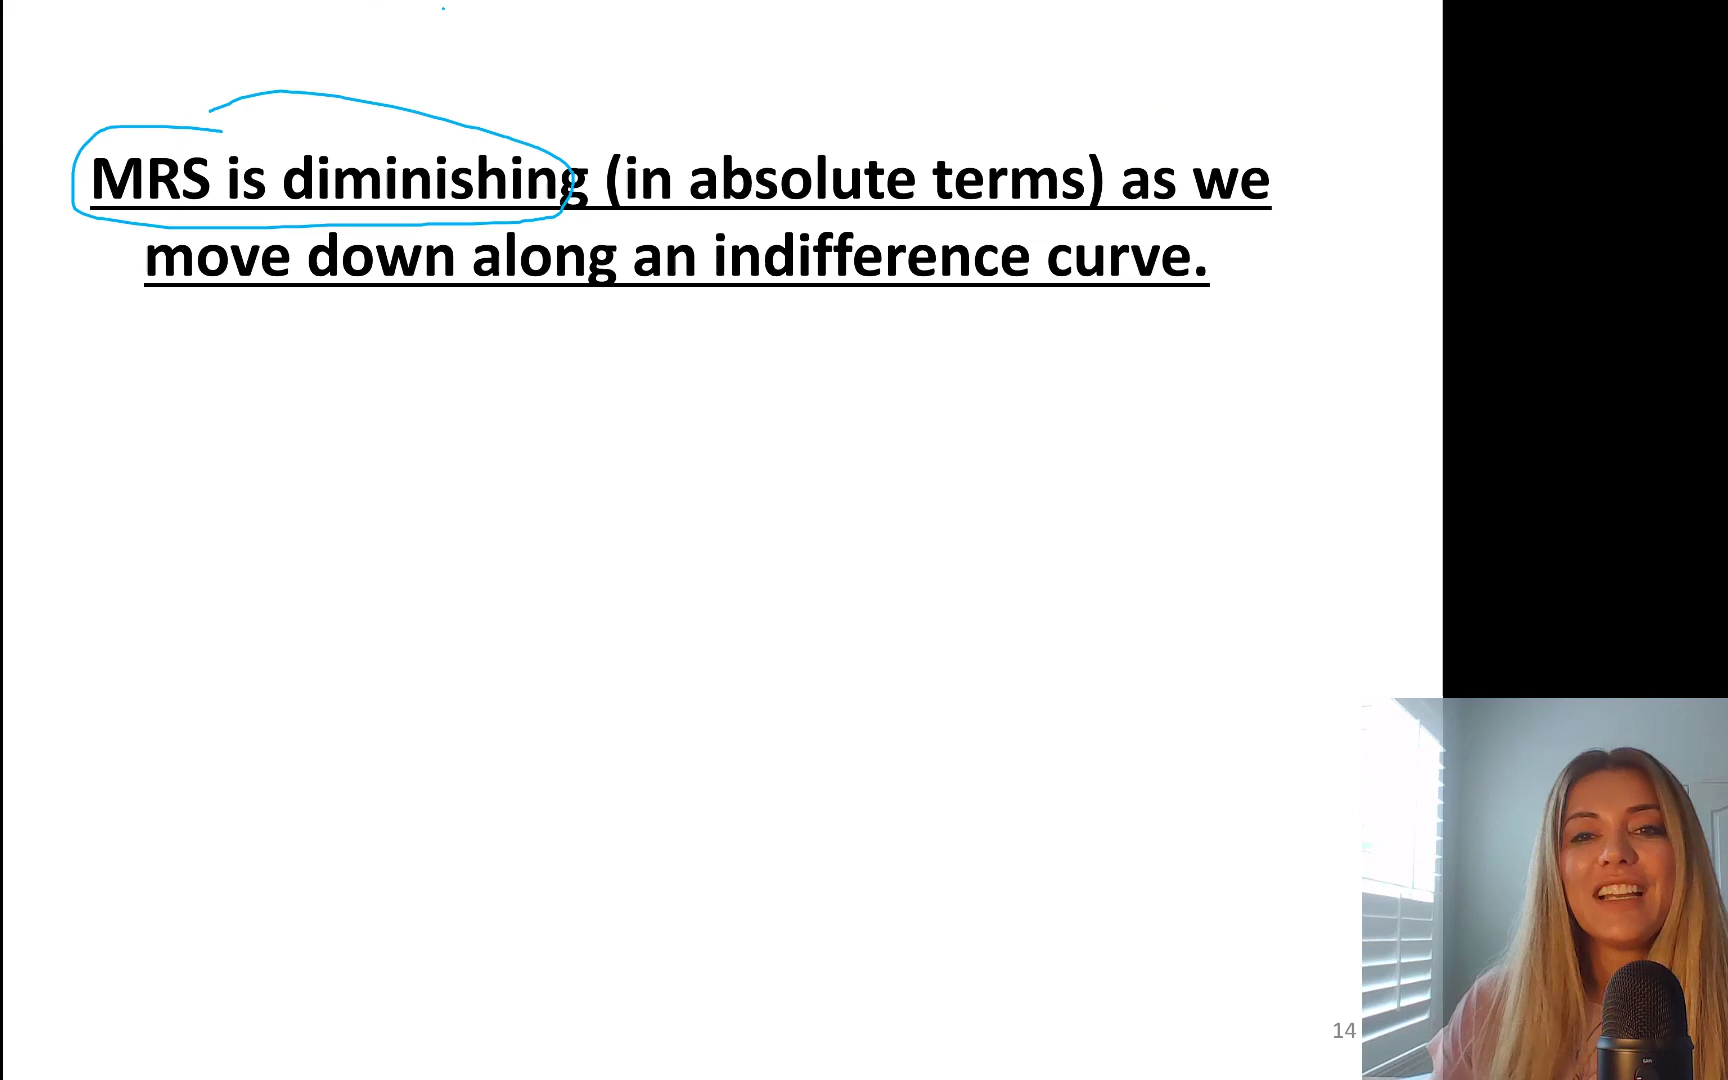 MRS is diminishing (in absolute terms) as we
move down along an indifference curve.
14